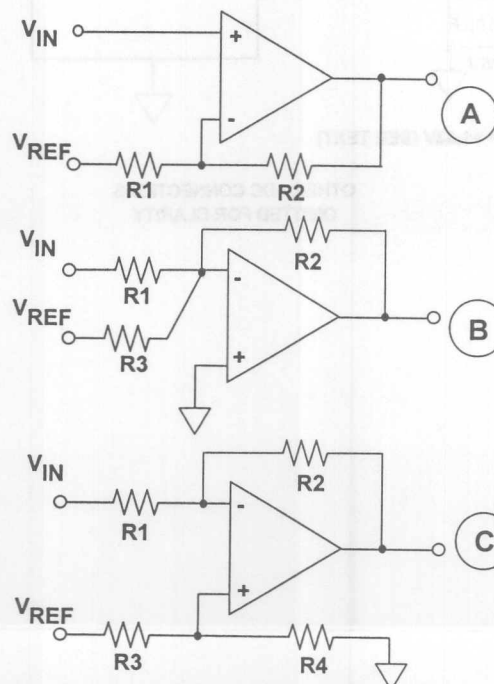 VIN
+
-
A
VREF
R1
R2
VIN
R1
R2
-
VREF
R3
+
B
VIN
R1
R2
-
+
C
VREF
R3
R4